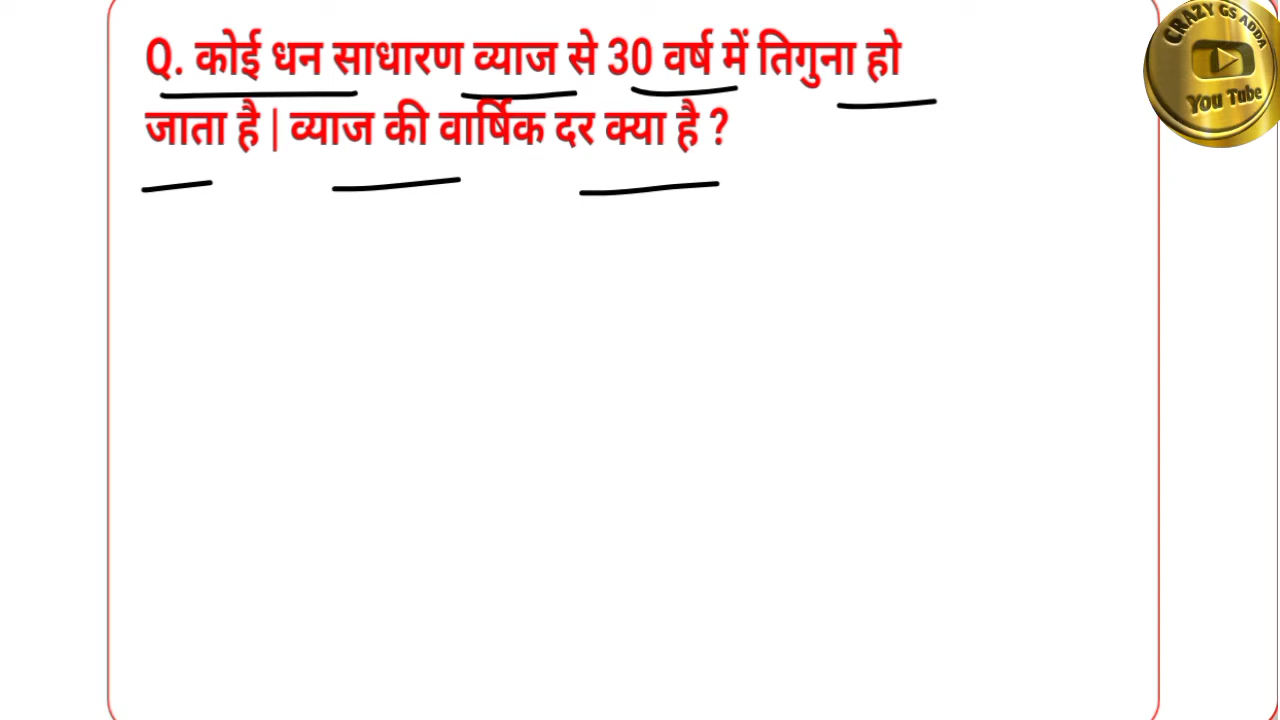 Q. कोई धन साधारण व्याज से 30 वर्ष में तिगुना हो
जाता है | व्याज की वार्षिक दर क्या है ?
CRAZY GS ADDA
You Tube